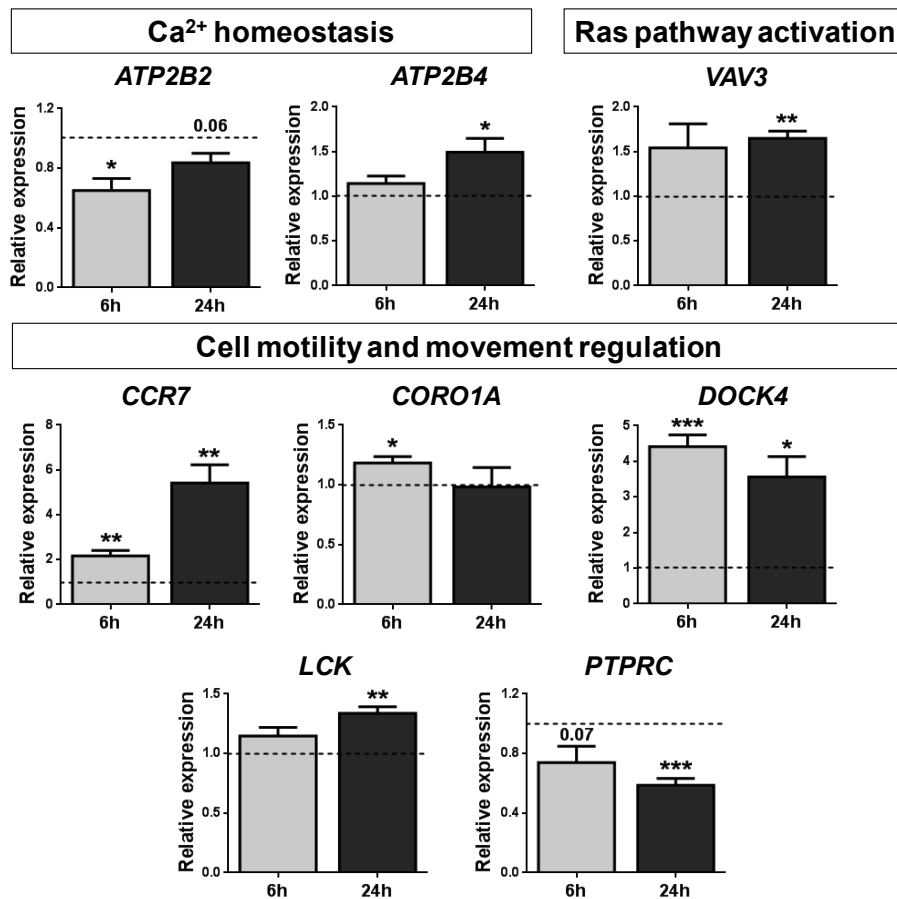 Ca²⁺ homeostasis
Ras pathway activation
ATP2B2
ATP2B4
VAV3
Relative expression
1.2
0.8
0.4
0.0
*
0.06
6h
24h
Relative expression
2.0
1.5
1.0
0.5
0.0
*
6h
24h
Relative expression
2.0
1.5
1.0
0.5
0.0
**
6h
24h
Cell motility and movement regulation
CCR7
CORO1A
DOCK4
Relative expression
8
6
4
2
0
**
**
6h
24h
Relative expression
1.5
1.0
0.5
0.0
*
6h
24h
Relative expression
5
4
3
2
1
0
***
*
6h
24h
LCK
PTPRC
Relative expression
1.5
1.0
0.5
0.0
**
6h
24h
Relative expression
1.2
0.8
0.4
0.0
0.07
***
6h
24h